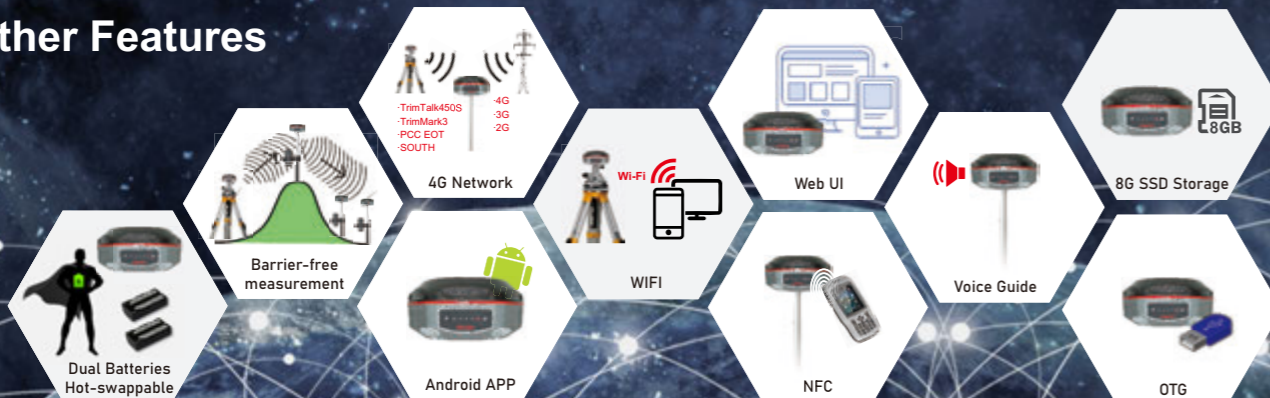 ther Features
·TrimTalk450S
·TrimMark3
·PCC EOT
·SOUTH
·4G
·3G
·2G
4G Network
Barrier-free
measurement
Dual Batteries
Hot-swappable
Android APP
Wi-Fi
WIFI
Web UI
NFC
Voice Guide
8GB
8G SSD Storage
OTG